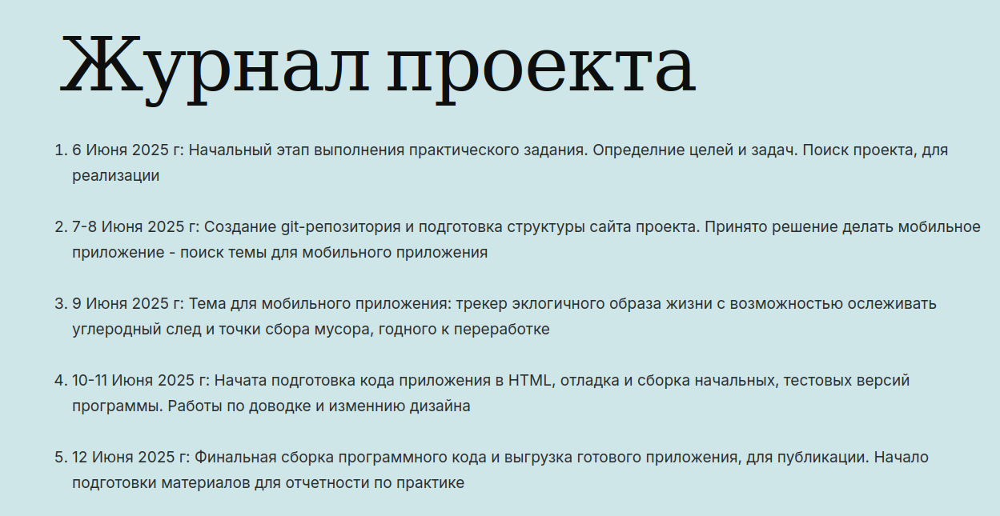 Журнал проекта
1. 6 Июня 2025 г: Начальный этап выполнения практического задания. Определние целей и задач. Поиск проекта, для
реализации
2. 7-8 Июня 2025 г: Создание git-репозитория и подготовка структуры сайта проекта. Принято решение делать мобильное
приложение - поиск темы для мобильного приложения
3. 9 Июня 2025 г: Тема для мобильного приложения: трекер эклогичного образа жизни с возможностью ослеживать
углеродный след и точки сбора мусора, годного к переработке
4. 10-11 Июня 2025 г: Начата подготовка кода приложения в HTML, отладка и сборка начальных, тестовых версий
программы. Работы по доводке и изменнию дизайна
5. 12 Июня 2025 г: Финальная сборка программного кода и выгрузка готового приложения, для публикации. Начало
подготовки материалов для отчетности по практике